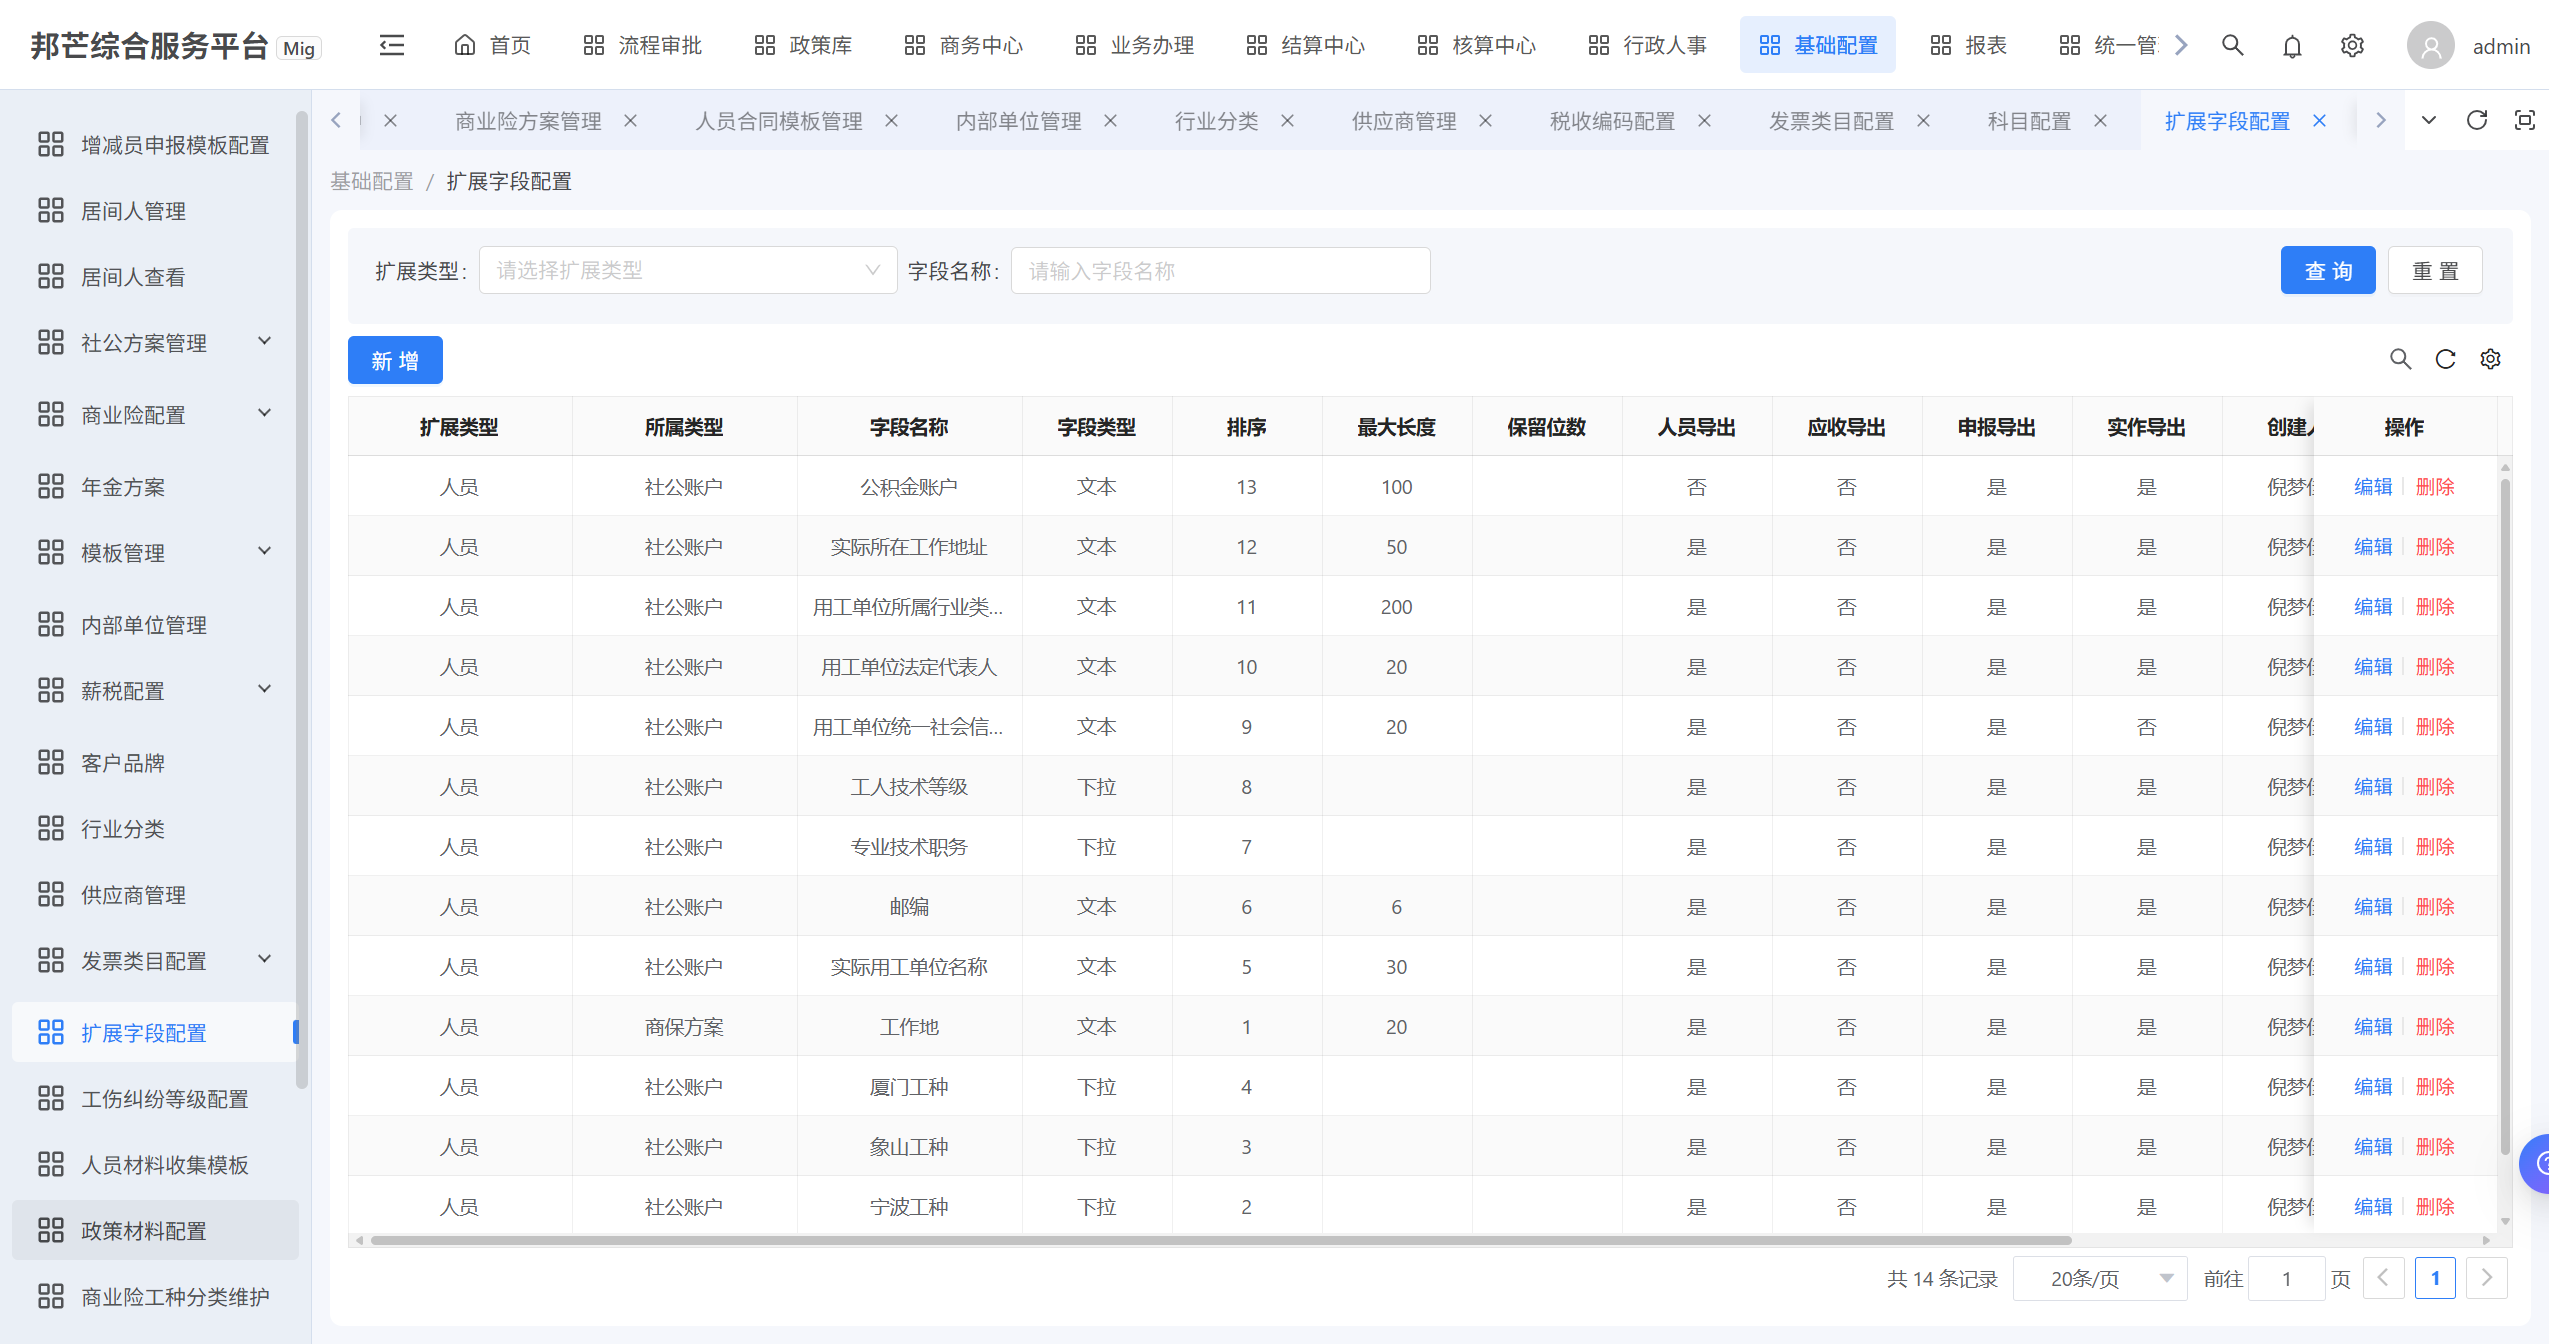 邦芒综合服务平台 Mig 首页 流程审批 政策库 商务中心 业务办理 结算中心 核算中心 行政人事 基础配置 报表 统一管 admin
商业险方案管理 人员合同模板管理 内部单位管理 行业分类 供应商管理 税收编码配置 发票类目配置 科目配置 扩展字段配置
增减员申报模板配置
居间人管理
居间人查看
社公方案管理
商业险配置
年金方案
模板管理
内部单位管理
薪税配置
客户品牌
行业分类
供应商管理
发票类目配置
扩展字段配置
工伤纠纷等级配置
人员材料收集模板
政策材料配置
商业险工种分类维护
基础配置 / 扩展字段配置
扩展类型: 请选择扩展类型 字段名称: 请输入字段名称 查 询 重 置
新 增
扩展类型 所属类型 字段名称 字段类型 排序 最大长度 保留位数 人员导出 应收导出 申报导出 实作导出 创建人 操作
人员 社公账户 公积金账户 文本 13 100 否 否 是 是 倪梦 编辑 删除
人员 社公账户 实际所在工作地址 文本 12 50 是 否 是 是 倪梦 编辑 删除
人员 社公账户 用工单位所属行业类... 文本 11 200 是 否 是 是 倪梦 编辑 删除
人员 社公账户 用工单位法定代表人 文本 10 20 是 否 是 是 倪梦 编辑 删除
人员 社公账户 用工单位统一社会信... 文本 9 20 是 否 是 否 倪梦 编辑 删除
人员 社公账户 工人技术等级 下拉 8 是 否 是 是 倪梦 编辑 删除
人员 社公账户 专业技术职务 下拉 7 是 否 是 是 倪梦 编辑 删除
人员 社公账户 邮编 文本 6 6 是 否 是 是 倪梦 编辑 删除
人员 社公账户 实际用工单位名称 文本 5 30 是 否 是 是 倪梦 编辑 删除
人员 商保方案 工作地 文本 1 20 是 否 是 是 倪梦 编辑 删除
人员 社公账户 厦门工种 下拉 4 是 否 是 是 倪梦 编辑 删除
人员 社公账户 象山工种 下拉 3 是 否 是 是 倪梦 编辑 删除
人员 社公账户 宁波工种 下拉 2 是 否 是 是 倪梦 编辑 删除
共 14 条记录 20条/页 前往 1 页 1